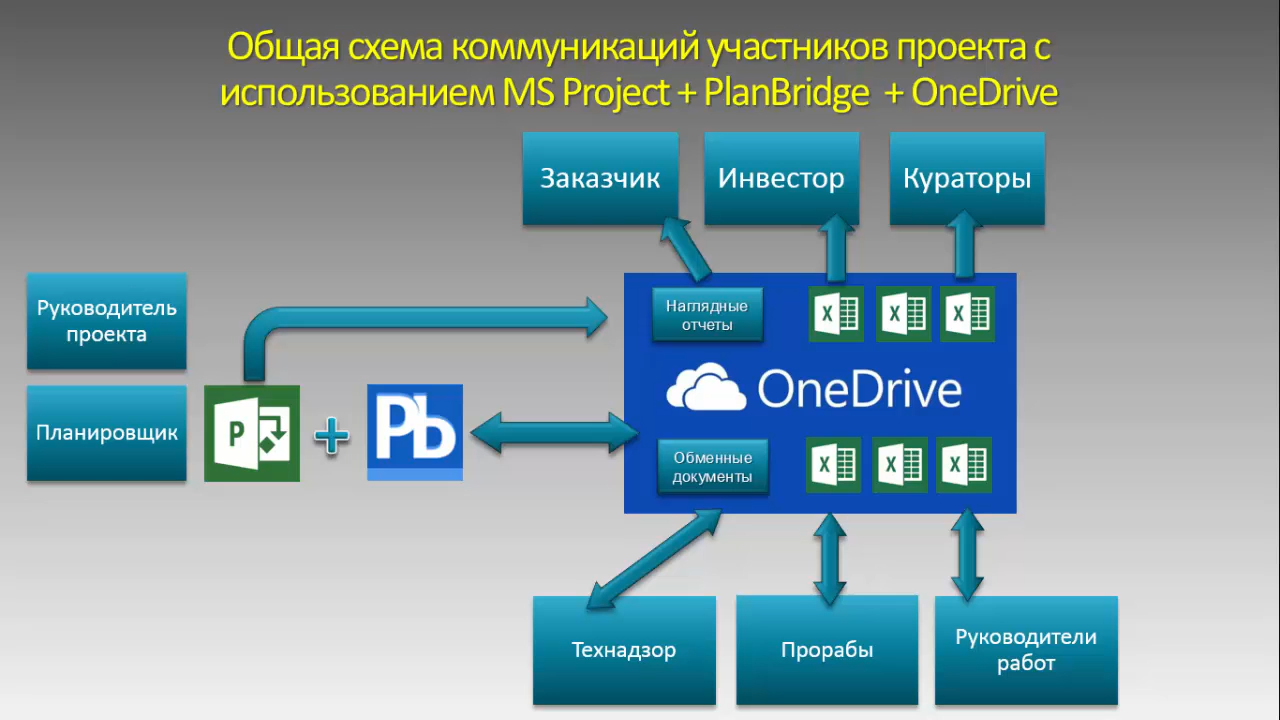 Общая схема коммуникаций участников проекта с
использованием MS Project + PlanBridge + OneDrive
Заказчик
Инвестор
Кураторы
Руководитель
проекта
Наглядные
отчеты
X
X
X
OneDrive
Планировщик
P
+
Pb
Обменные
документы
X
X
X
Технадзор
Прорабы
Руководители
работ